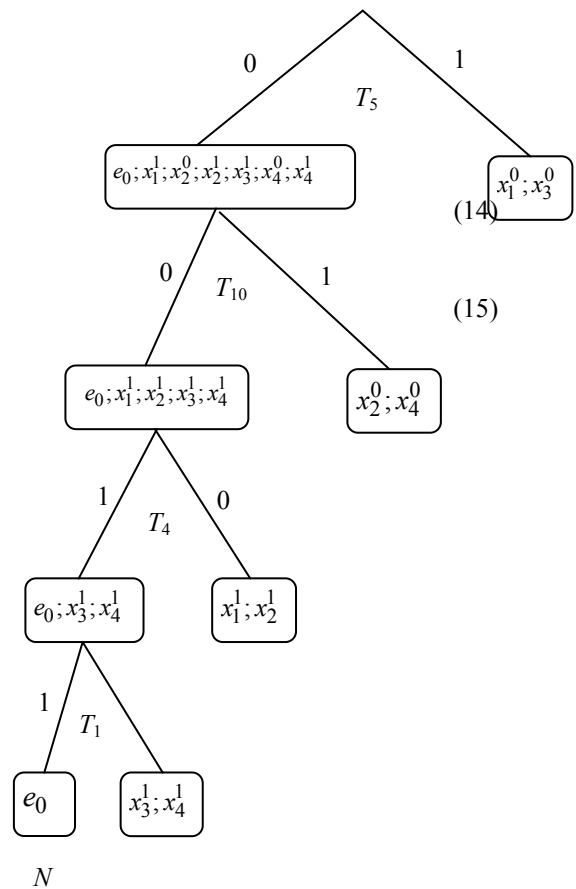 0 1
T₅
e₀; x₁¹; x₂⁰; x₂¹; x₃¹; x₄⁰; x₄¹ x₁⁰; x₃⁰
(14)
0 T₁₀ 1
(15)
e₀; x₁¹; x₂¹; x₃¹; x₄¹ x₂⁰; x₄⁰
1 T₄ 0
e₀; x₃¹; x₄¹ x₁¹; x₂¹
1 T₁
e₀ x₃¹; x₄¹
N